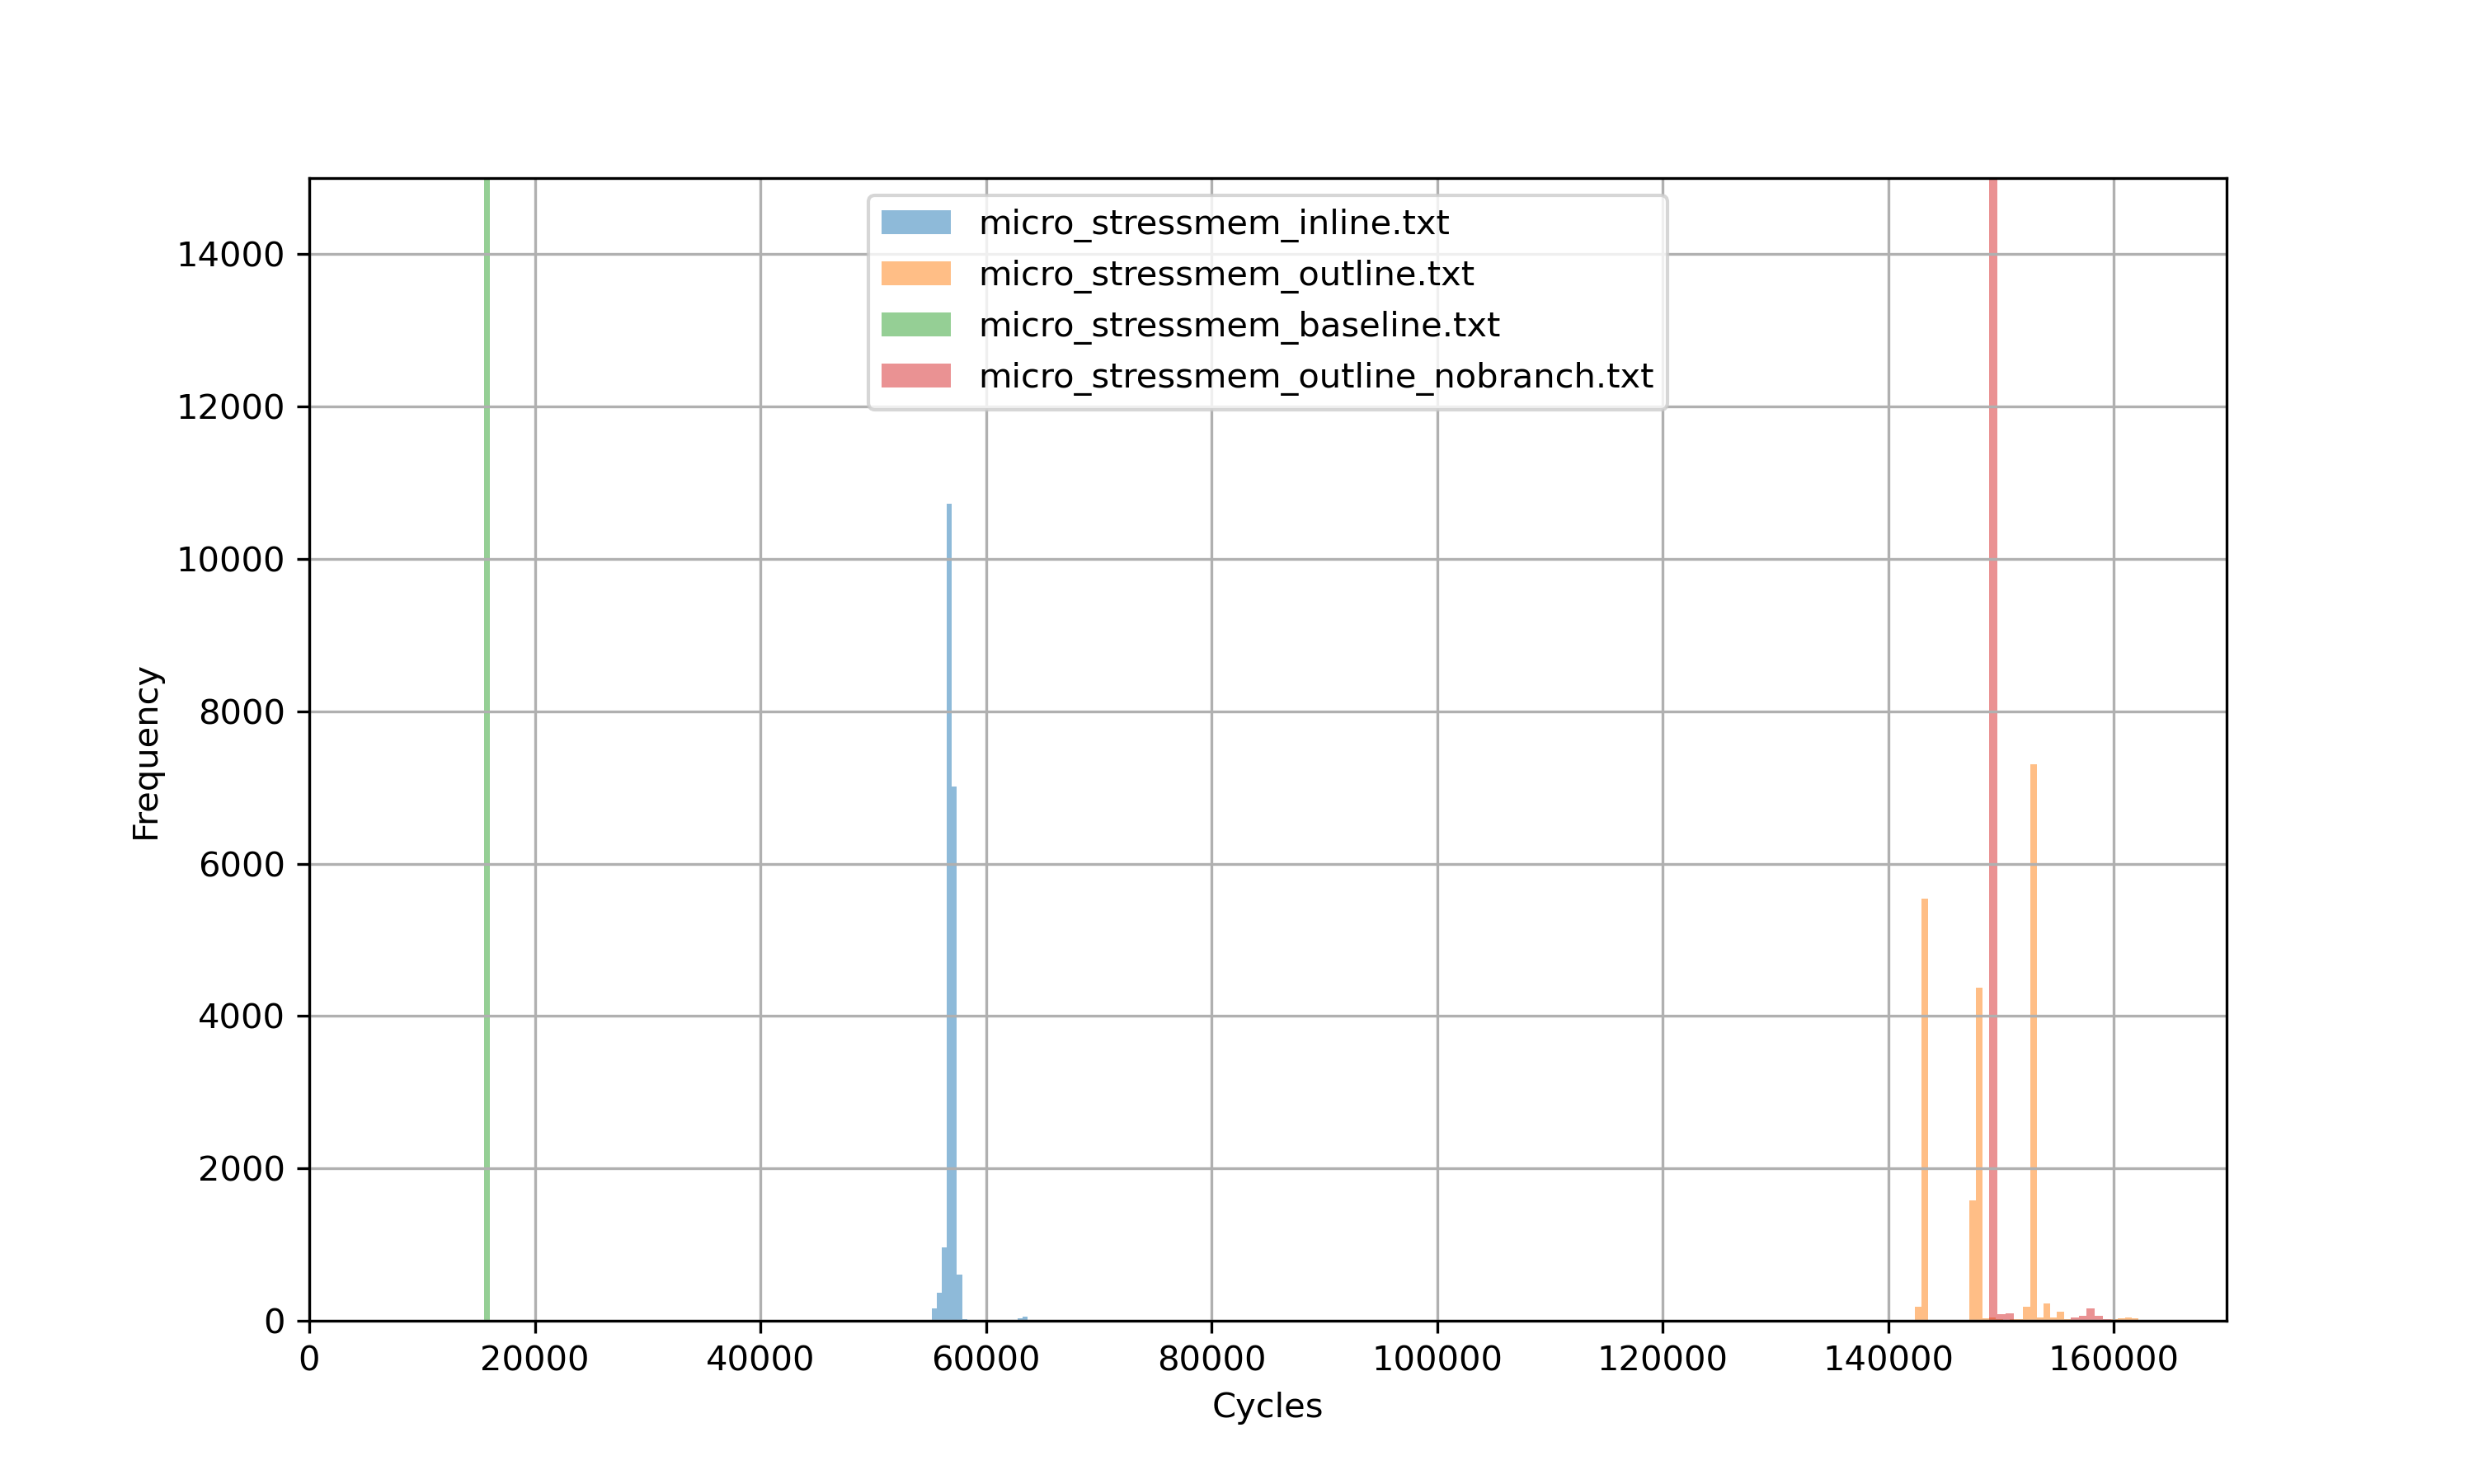 micro_stressmem_inline.txt
micro_stressmem_outline.txt
micro_stressmem_baseline.txt
micro_stressmem_outline_nobranch.txt
14000
12000
10000
8000
6000
4000
2000
0
Frequency
0 20000 40000 60000 80000 100000 120000 140000 160000
Cycles